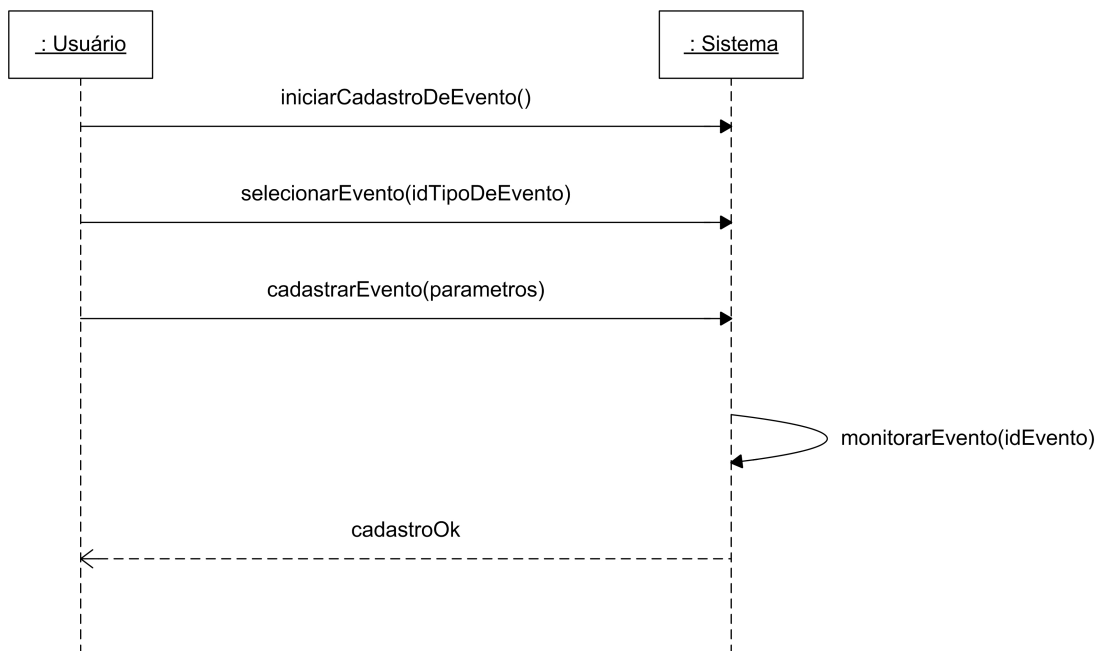 : Usuário
: Sistema
iniciarCadastroDeEvento()
selecionarEvento(idTipoDeEvento)
cadastrarEvento(parametros)
monitorarEvento(idEvento)
cadastroOk